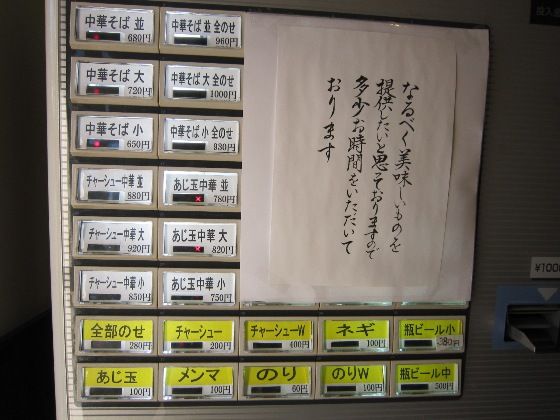 中華そば 並
680円
中華そば 並 全のせ
960円
中華そば 大
720円
中華そば 大 全のせ
1000円
中華そば 小
650円
中華そば 小 全のせ
930円
チャーシュー中華 並
880円
あじ玉中華 並
780円
チャーシュー中華 大
920円
あじ玉中華 大
820円
チャーシュー中華 小
850円
あじ玉中華 小
750円
なるべく美味しいものを
提供したいと思っておりますので
多少お時間をいただいて
おります
全部のせ
280円
チャーシュー
200円
チャーシューW
400円
ネギ
100円
瓶ビール小
380円
あじ玉
100円
メンマ
100円
のり
60円
のりW
100円
瓶ビール中
500円
¥100